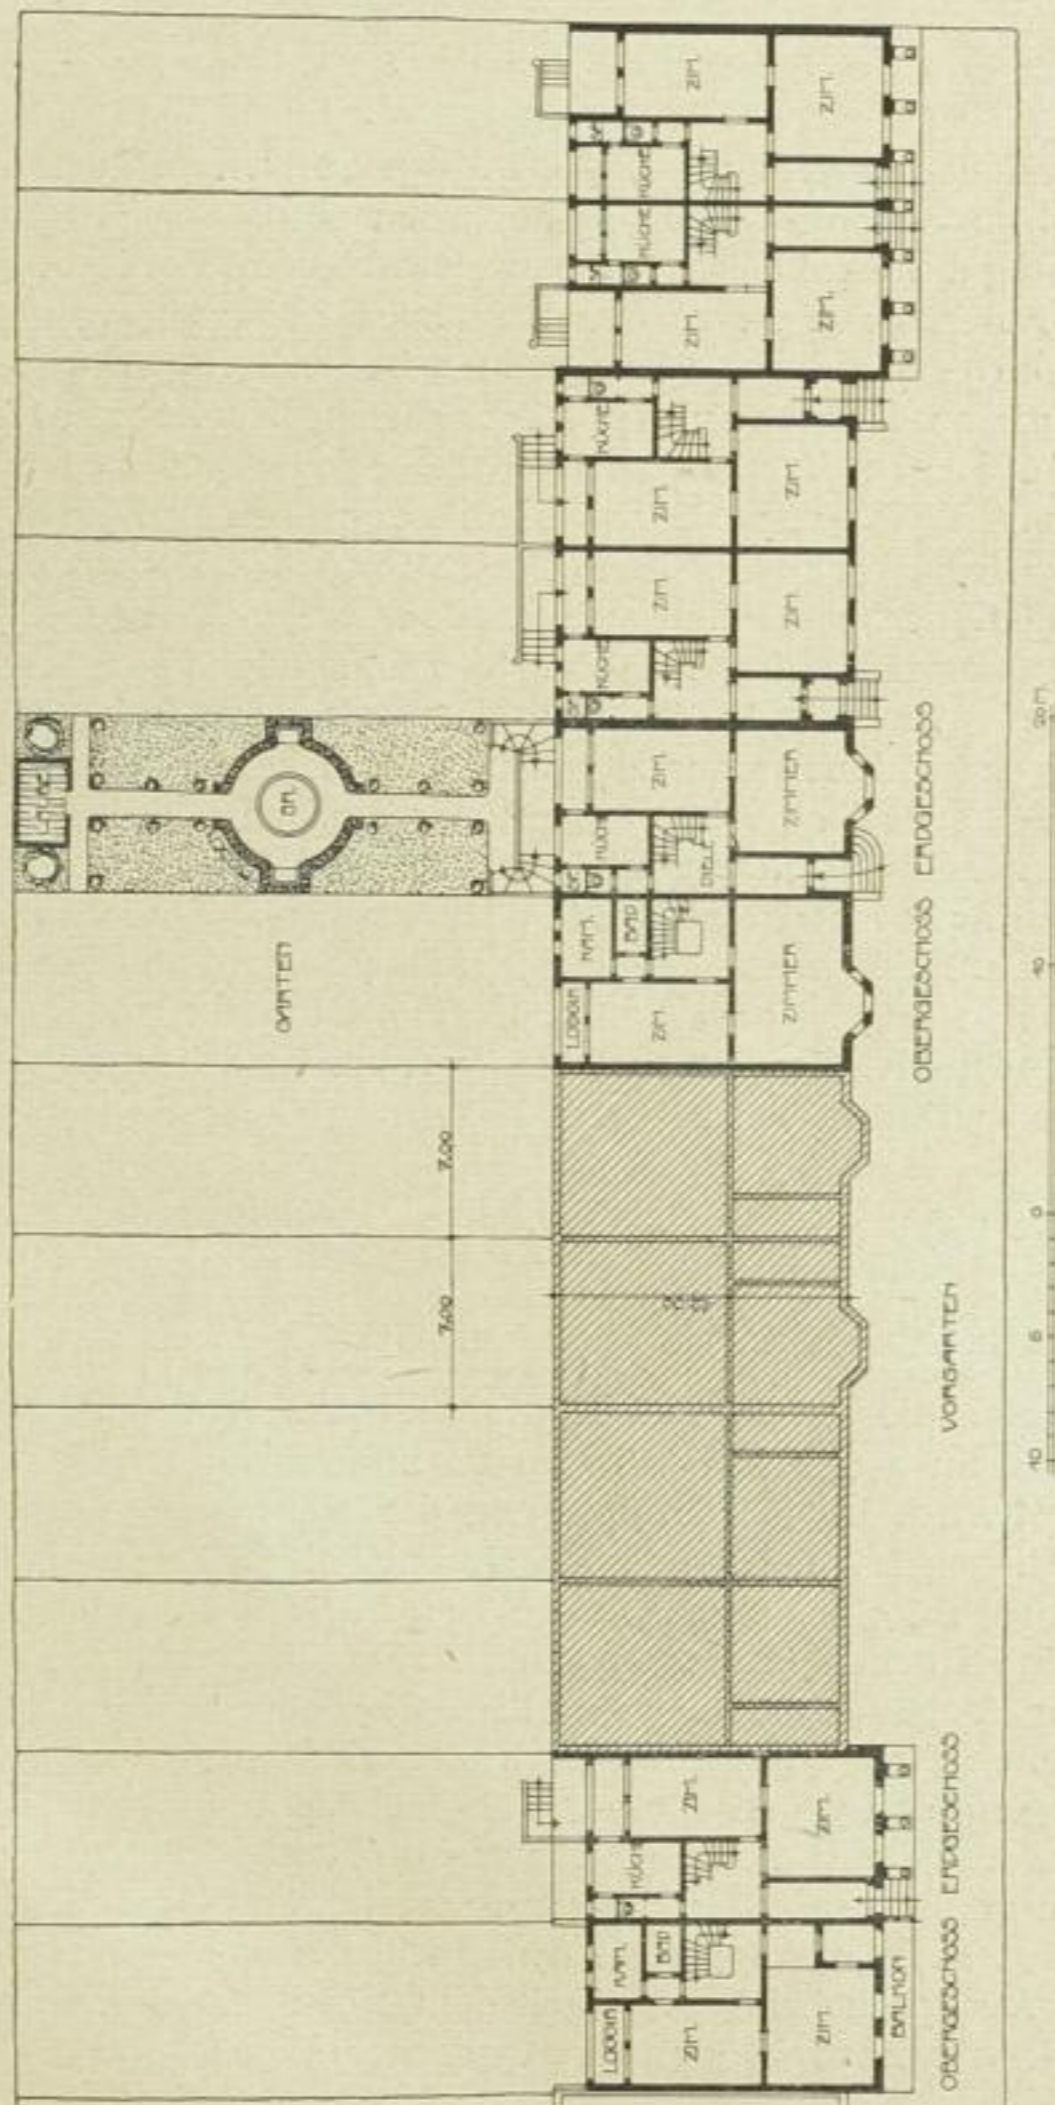 ZIM.
ZIM.
KÜCHE
KÜCHE
ZIM.
ZIM.
KÜCHE
ZIM.
ZIM.
ZIM.
ZIM.
KÜCHE
ZIM.
ZIMMER
KÜCHE
DIELE
ERDGESCHOSS
KAM.
BAD
LOGGIA
ZIM.
ZIMMER
OBERGESCHOSS
GARTEN
7.00
7.00
VORGARTEN
10 5 0 10 20 M.
ZIM.
ZIM.
KÜCHE
ERDGESCHOSS
KAM.
BAD
LOGGIA
ZIM.
ZIM.
BALKON
OBERGESCHOSS